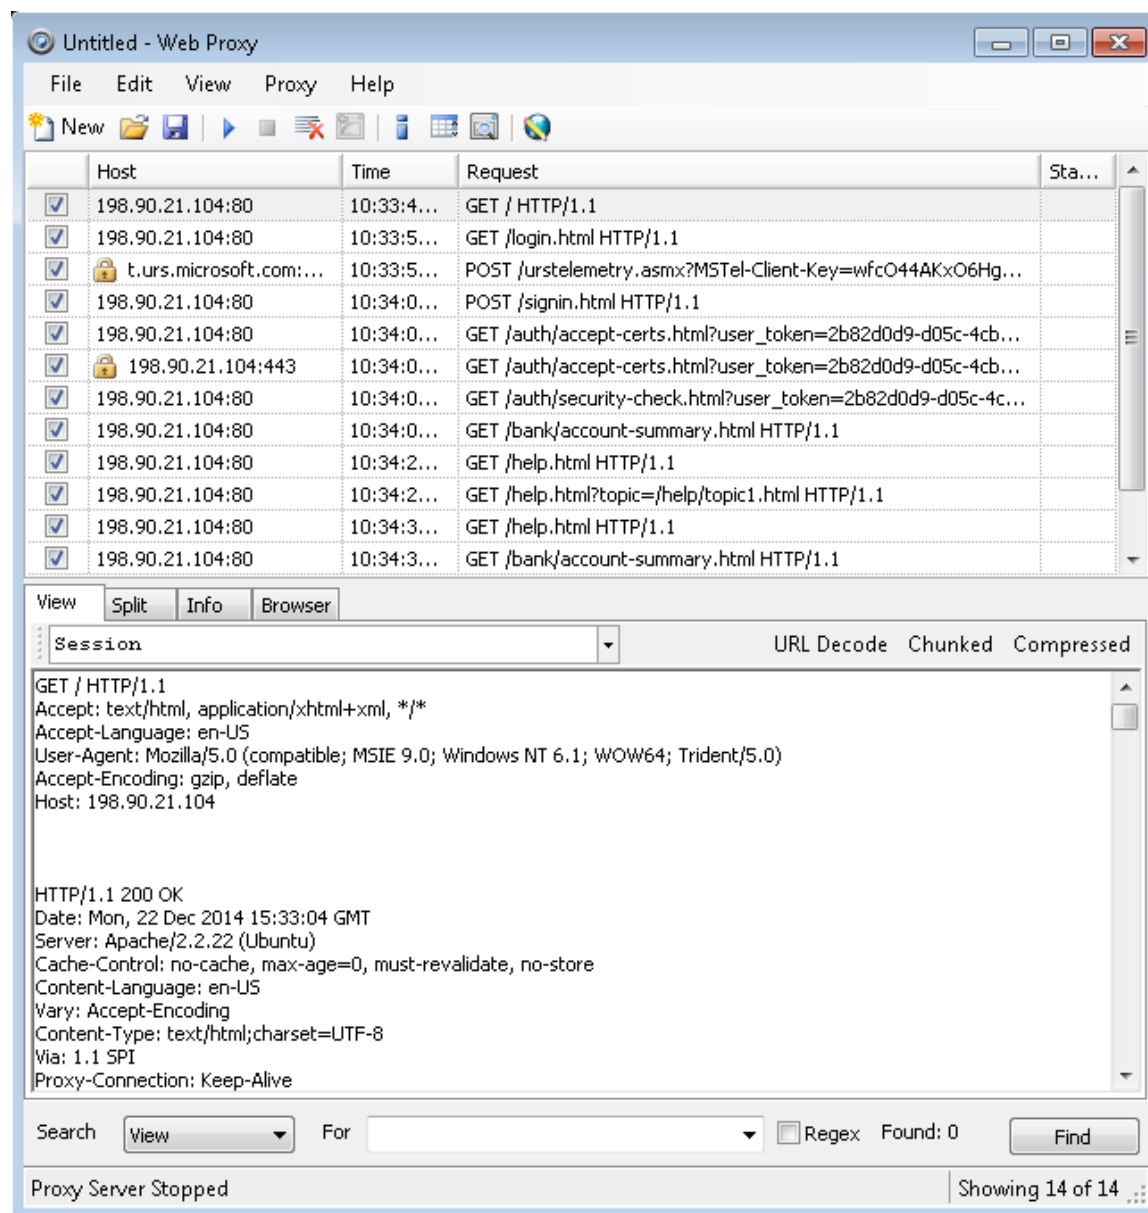 Untitled - Web Proxy
File Edit View Proxy Help
New
Host Time Request Sta...
198.90.21.104:80 10:33:4... GET / HTTP/1.1
198.90.21.104:80 10:33:5... GET /login.html HTTP/1.1
t.urs.microsoft.com:... 10:33:5... POST /urstelemetry.asmx?MSTel-Client-Key=wfcO44AKxO6Hg...
198.90.21.104:80 10:34:0... POST /signin.html HTTP/1.1
198.90.21.104:80 10:34:0... GET /auth/accept-certs.html?user_token=2b82d0d9-d05c-4cb...
198.90.21.104:443 10:34:0... GET /auth/accept-certs.html?user_token=2b82d0d9-d05c-4cb...
198.90.21.104:80 10:34:0... GET /auth/security-check.html?user_token=2b82d0d9-d05c-4c...
198.90.21.104:80 10:34:0... GET /bank/account-summary.html HTTP/1.1
198.90.21.104:80 10:34:2... GET /help.html HTTP/1.1
198.90.21.104:80 10:34:2... GET /help.html?topic=/help/topic1.html HTTP/1.1
198.90.21.104:80 10:34:3... GET /help.html HTTP/1.1
198.90.21.104:80 10:34:3... GET /bank/account-summary.html HTTP/1.1
View Split Info Browser
Session URL Decode Chunked Compressed
GET / HTTP/1.1
Accept: text/html, application/xhtml+xml, */*
Accept-Language: en-US
User-Agent: Mozilla/5.0 (compatible; MSIE 9.0; Windows NT 6.1; WOW64; Trident/5.0)
Accept-Encoding: gzip, deflate
Host: 198.90.21.104
HTTP/1.1 200 OK
Date: Mon, 22 Dec 2014 15:33:04 GMT
Server: Apache/2.2.22 (Ubuntu)
Cache-Control: no-cache, max-age=0, must-revalidate, no-store
Content-Language: en-US
Vary: Accept-Encoding
Content-Type: text/html;charset=UTF-8
Via: 1.1 SPI
Proxy-Connection: Keep-Alive
Search View For Regex Found: 0 Find
Proxy Server Stopped Showing 14 of 14